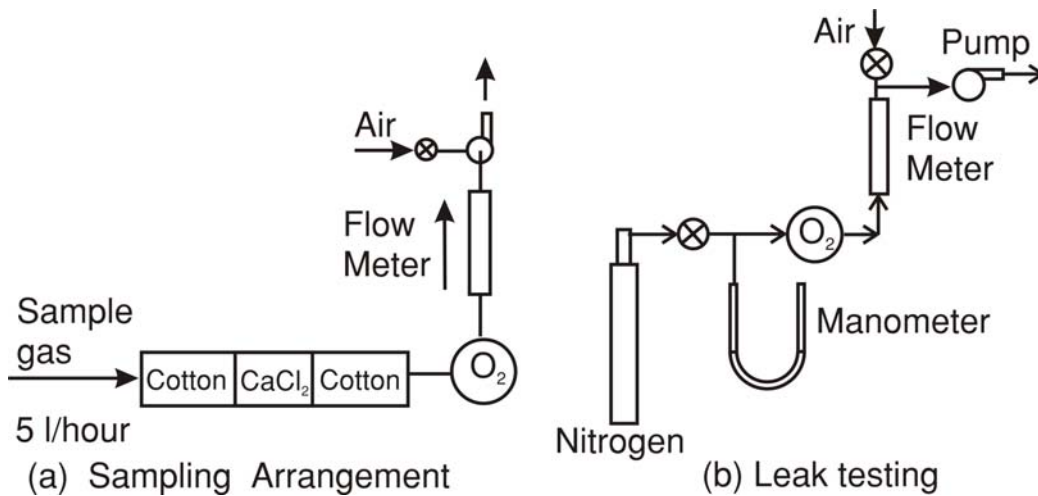 Air
Flow
Meter
O₂
Sample
gas
Cotton CaCl₂ Cotton
5 l/hour
(a) Sampling Arrangement
Air
Pump
Flow
Meter
O₂
Manometer
Nitrogen
(b) Leak testing